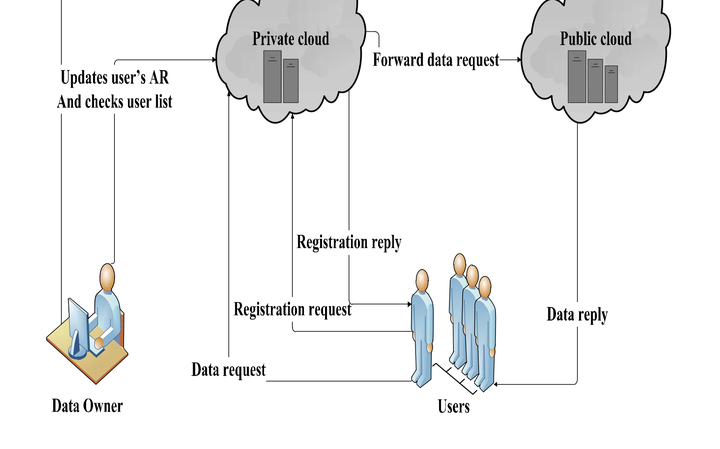 Private cloud
Public cloud
Forward data request
Updates user's AR
And checks user list
Registration reply
Registration request
Data reply
Data request
Data Owner
Users